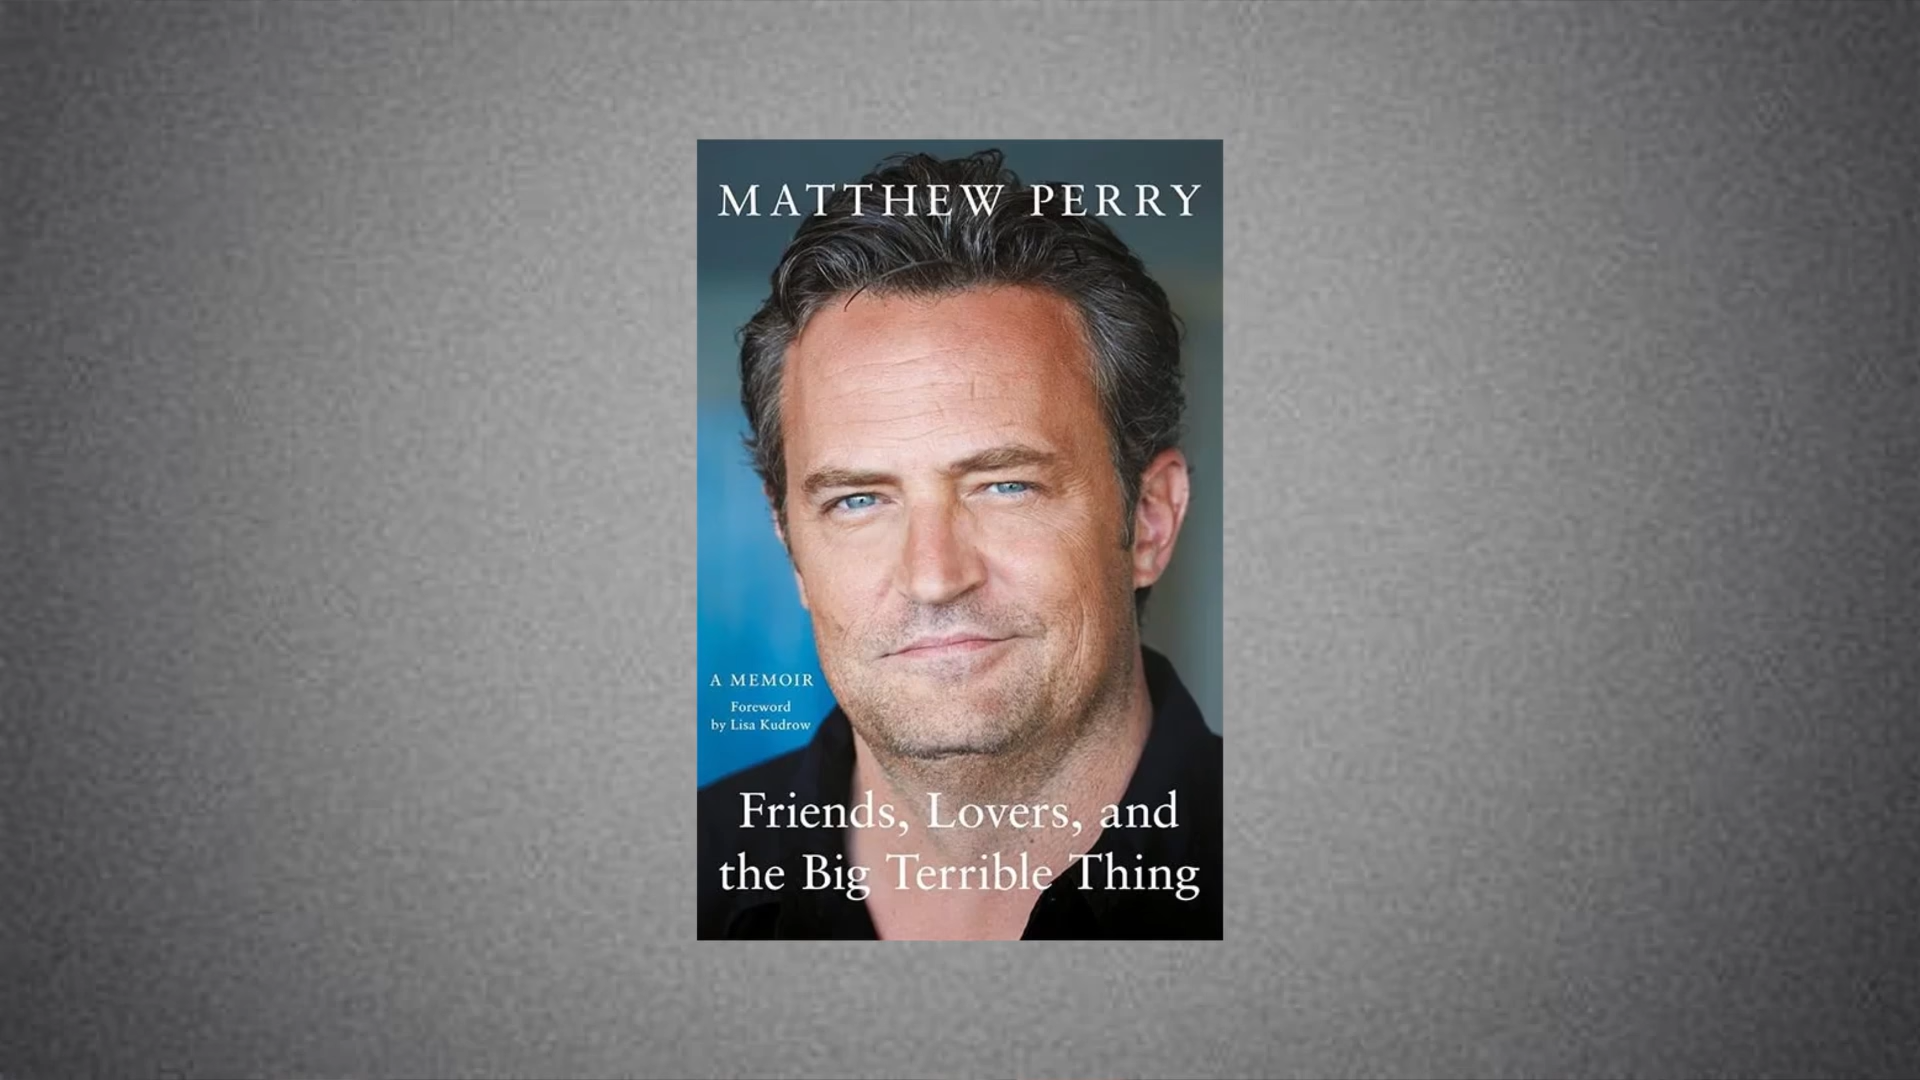 MATTHEW PERRY
A MEMOIR
Foreword
by Lisa Kudrow
Friends, Lovers, and
the Big Terrible Thing